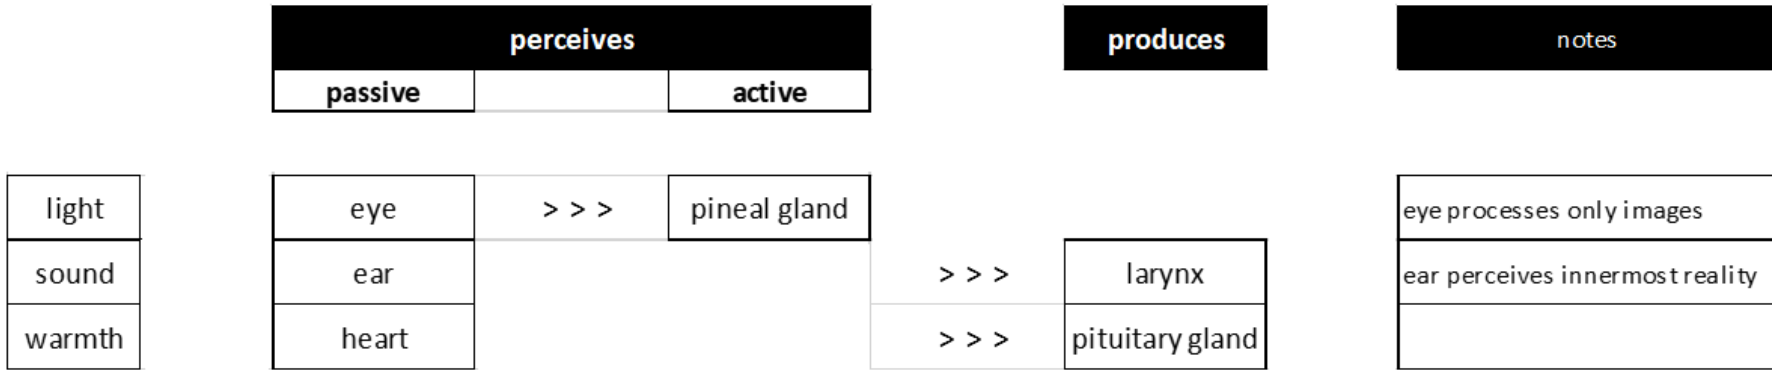 perceives produces notes
passive active
light eye > > > pineal gland eye processes only images
sound ear > > > larynx ear perceives innermost reality
warmth heart > > > pituitary gland